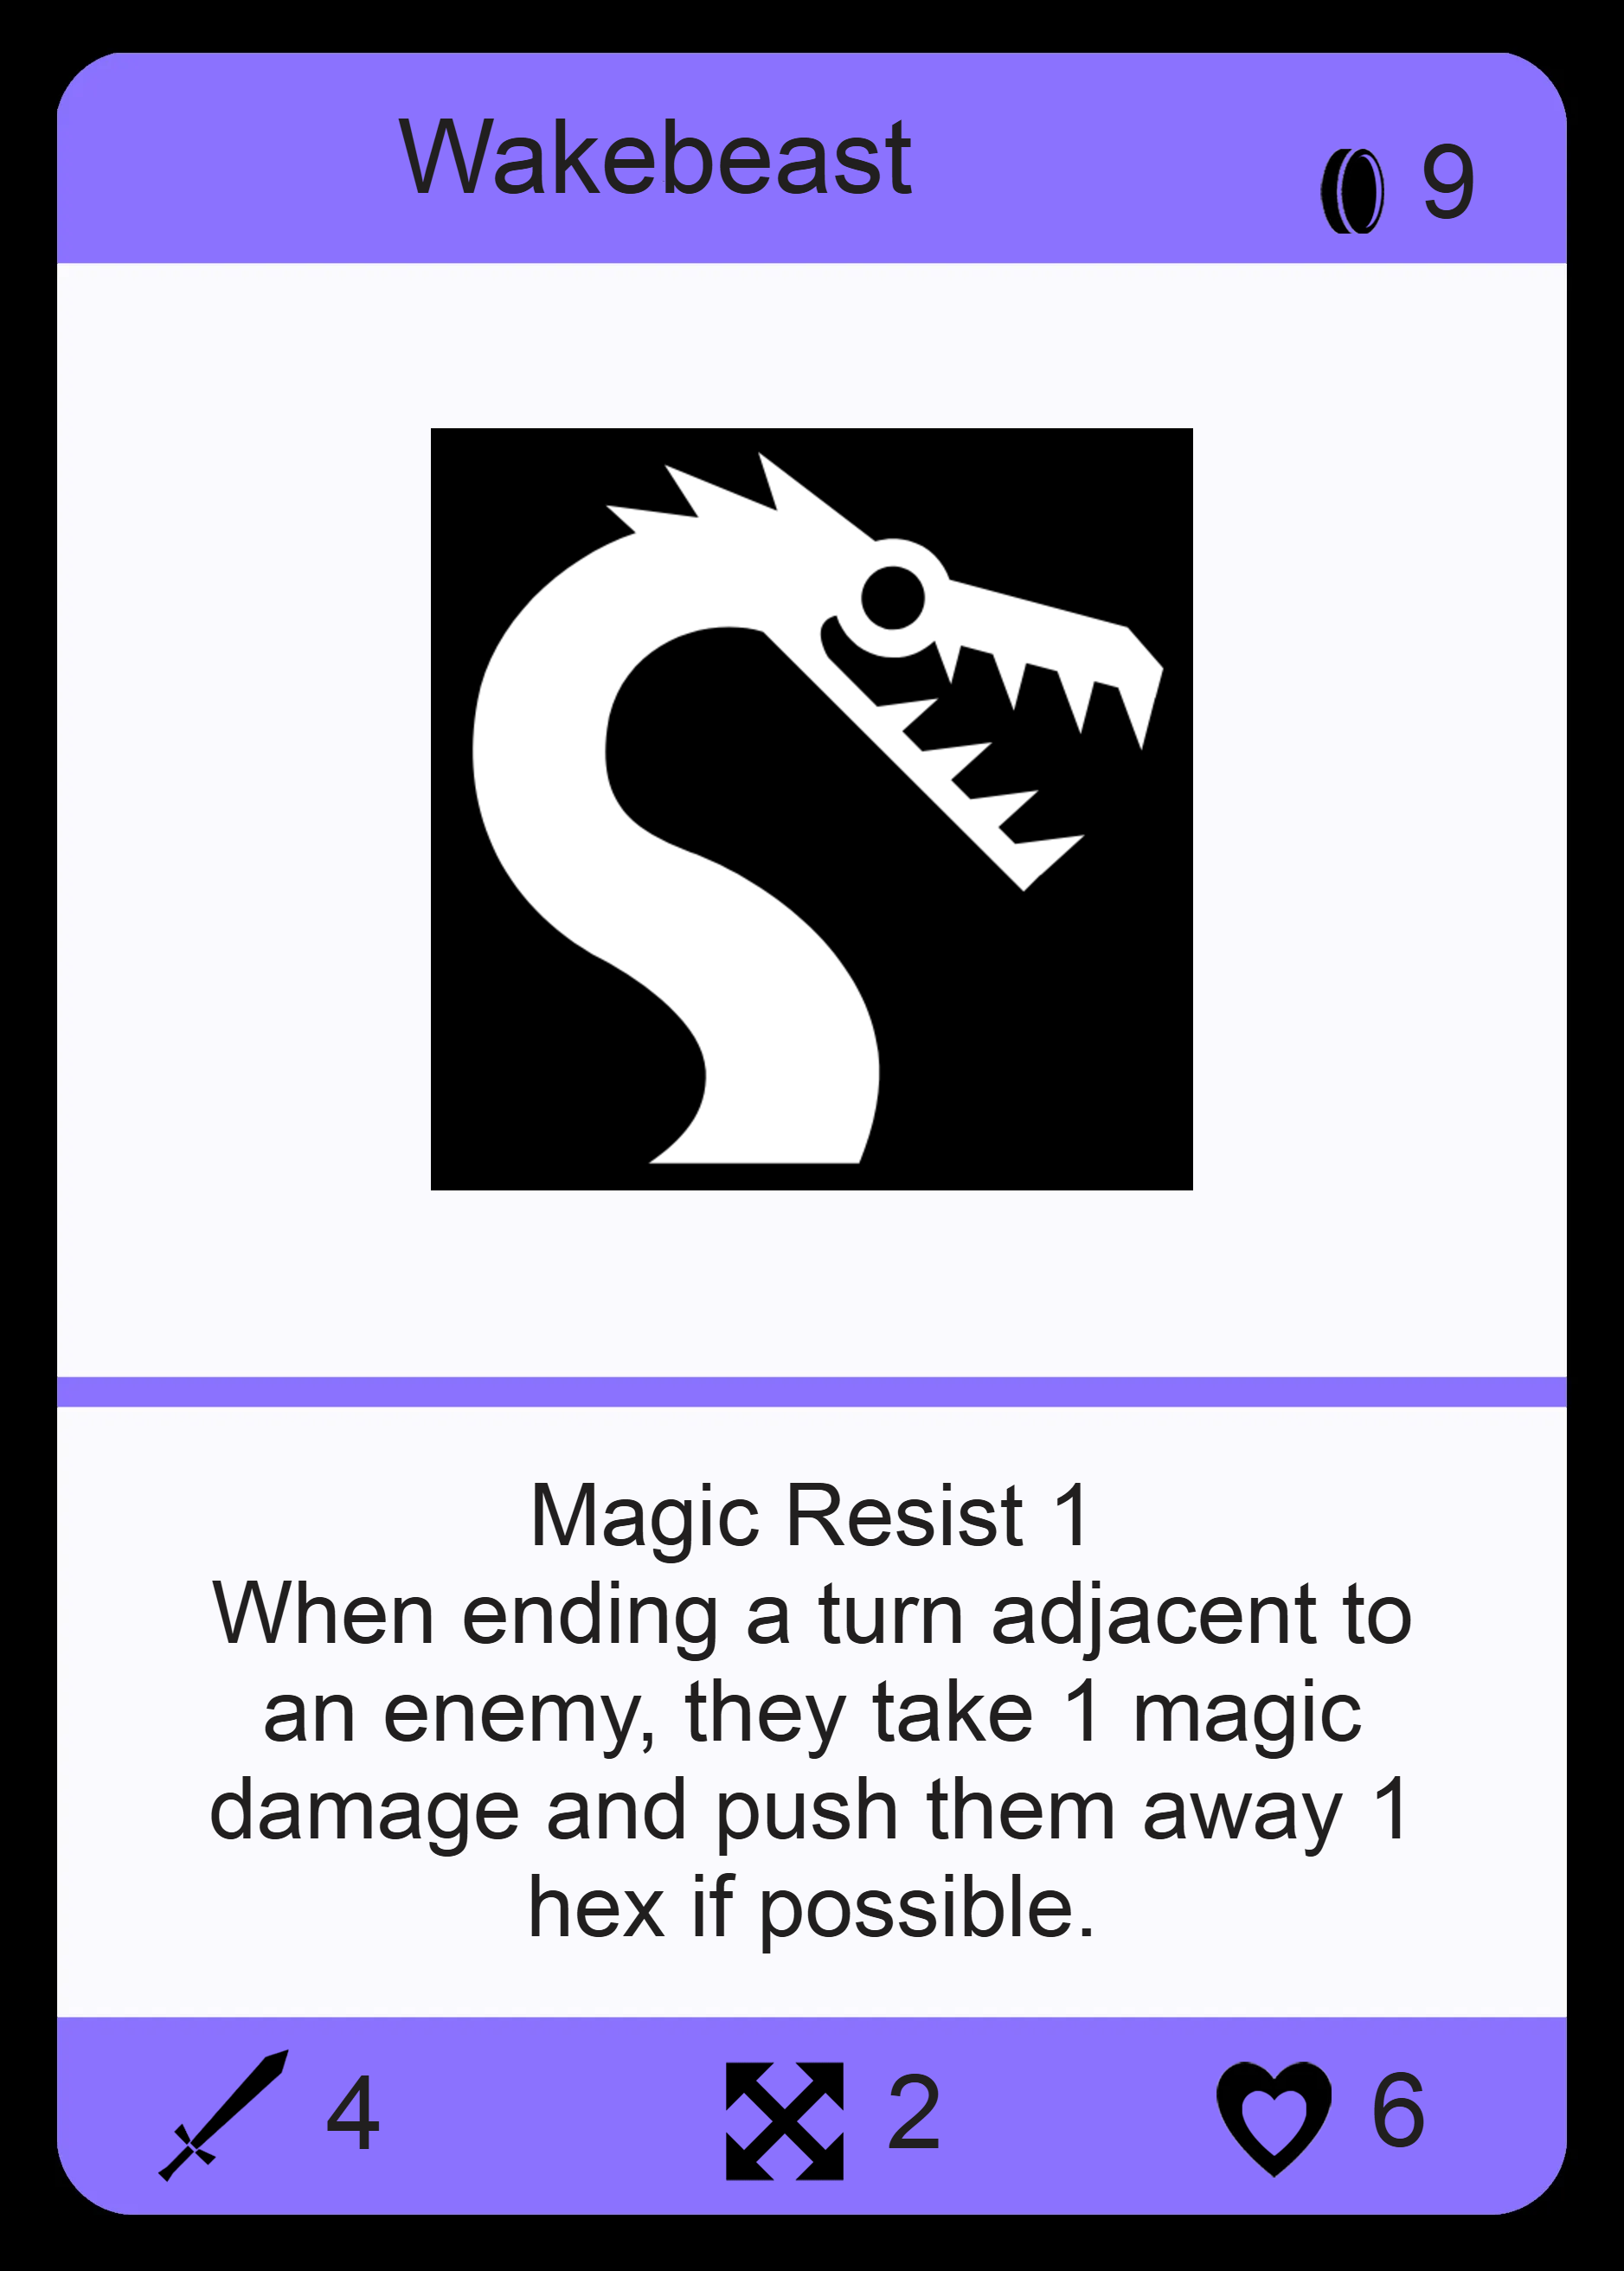 Wakebeast
9
Magic Resist 1
When ending a turn adjacent to
an enemy, they take 1 magic
damage and push them away 1
hex if possible.
4 2 6